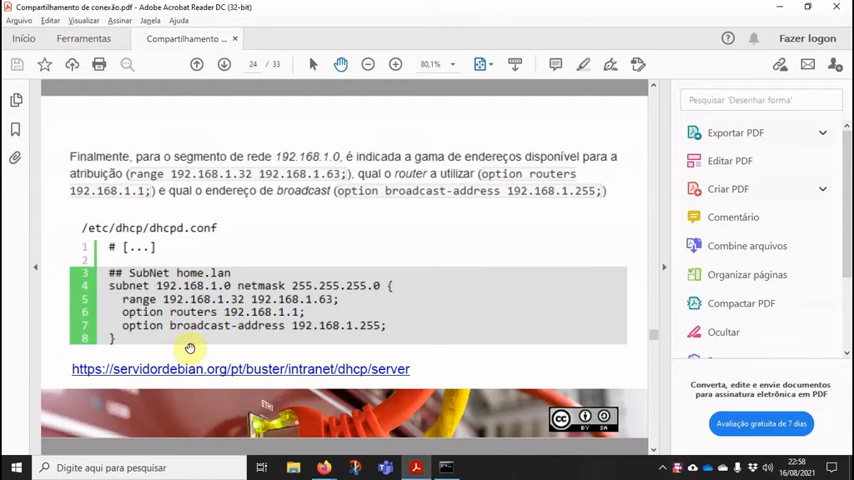 Compartilhamento de conexão.pdf - Adobe Acrobat Reader DC (32-bit)
Arquivo Editar Visualizar Assinar Janela Ajuda
Início Ferramentas Compartilhamento ... × Fazer logon
24 / 33 80,1%
Finalmente, para o segmento de rede 192.168.1.0, é indicada a gama de endereços disponível para a
atribuição (range 192.168.1.32 192.168.1.63;), qual o router a utilizar (option routers
192.168.1.1;) e qual o endereço de broadcast (option broadcast-address 192.168.1.255;)
/etc/dhcp/dhcpd.conf
1 # [...]
2
3 ## SubNet home.lan
4 subnet 192.168.1.0 netmask 255.255.255.0 {
5 range 192.168.1.32 192.168.1.63;
6 option routers 192.168.1.1;
7 option broadcast-address 192.168.1.255;
8 }
https://servidordebian.org/pt/buster/intranet/dhcp/server
ETH1
CC BY SA
Pesquisar 'Desenhar forma'
Exportar PDF
Editar PDF
Criar PDF
Comentário
Combine arquivos
Organizar páginas
Compactar PDF
Ocultar
Converta, edite e envie documentos
para assinatura eletrônica em PDF
Avaliação gratuita de 7 dias
Digite aqui para pesquisar
22:58
16/08/2021